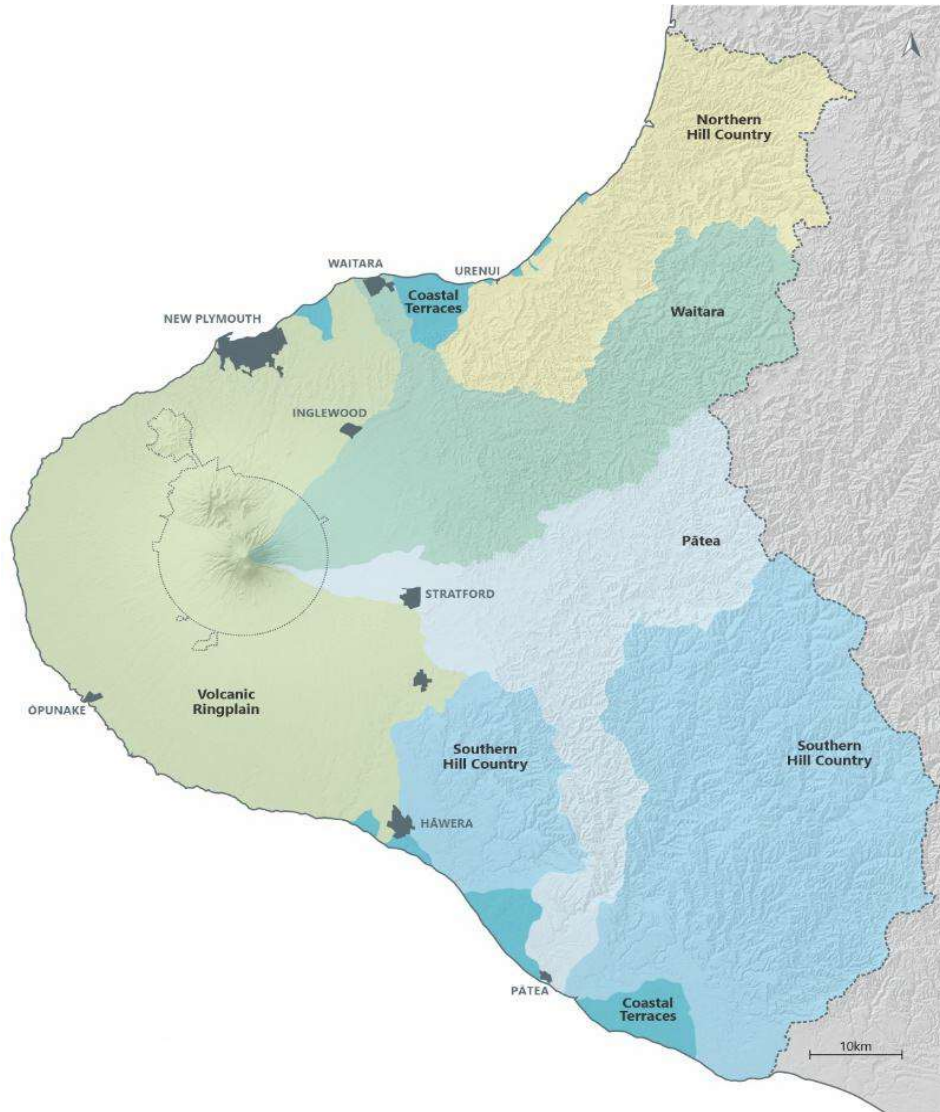 Northern
Hill Country
WAITARA
URENUI
Coastal
Terraces
Waitara
NEW PLYMOUTH
INGLEWOOD
Pātea
STRATFORD
Volcanic
Ringplain
OPUNAKE
Southern
Hill Country
Southern
Hill Country
HĀWERA
PĀTEA
Coastal
Terraces
10km